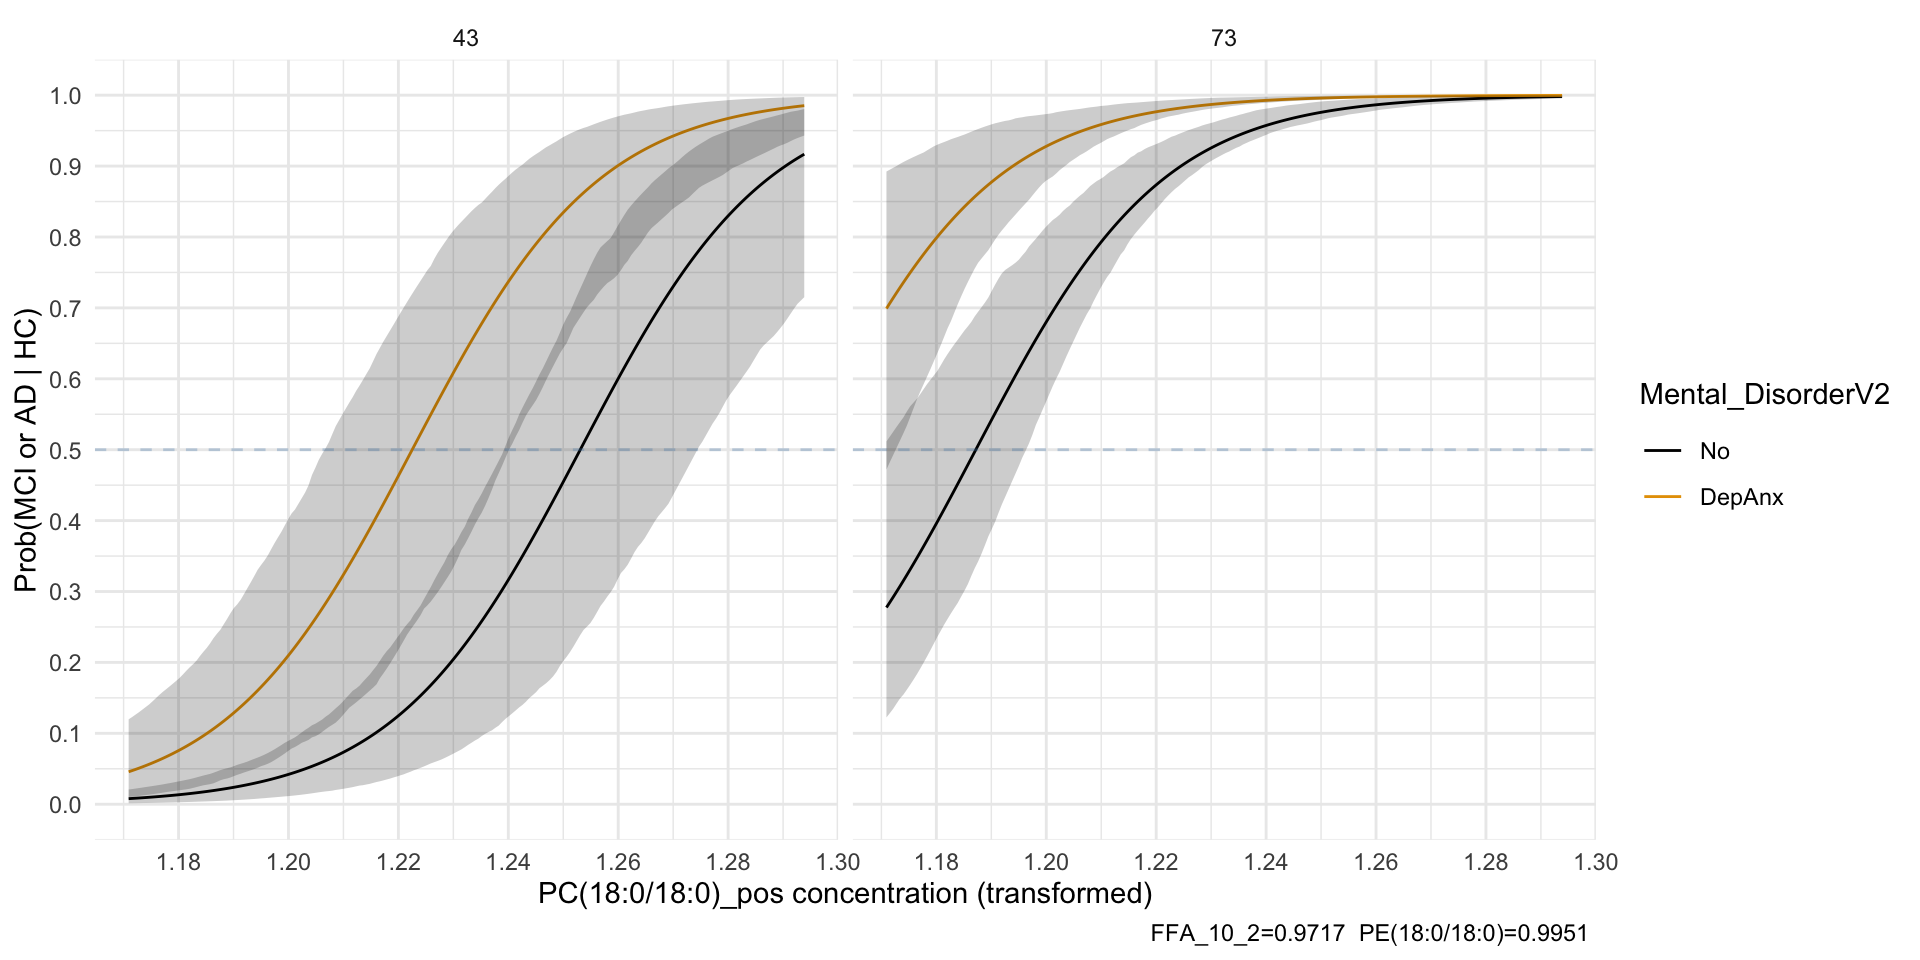 43 73
1.0
0.9
0.8
0.7
0.6
0.5
0.4
0.3
0.2
0.1
0.0
Prob(MCI or AD | HC)
1.18 1.20 1.22 1.24 1.26 1.28 1.30 1.18 1.20 1.22 1.24 1.26 1.28 1.30
PC(18:0/18:0)_pos concentration (transformed)
FFA_10_2=0.9717 PE(18:0/18:0)=0.9951
Mental_DisorderV2
No
DepAnx